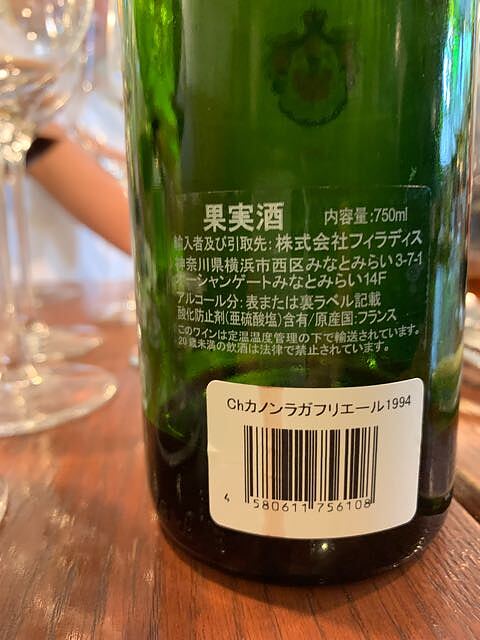 果実酒 内容量:750ml
輸入者及び引取先: 株式会社フィラディス
神奈川県横浜市西区みなとみらい3-7-1
オーシャンゲートみなとみらい14F
アルコール分: 表または裏ラベル記載
酸化防止剤(亜硫酸塩)含有/原産国:フランス
このワインは定温温度管理の下で輸送されています。
20歳未満の飲酒は法律で禁止されています。
Chカノンラガフリエール1994
4 580611 756108